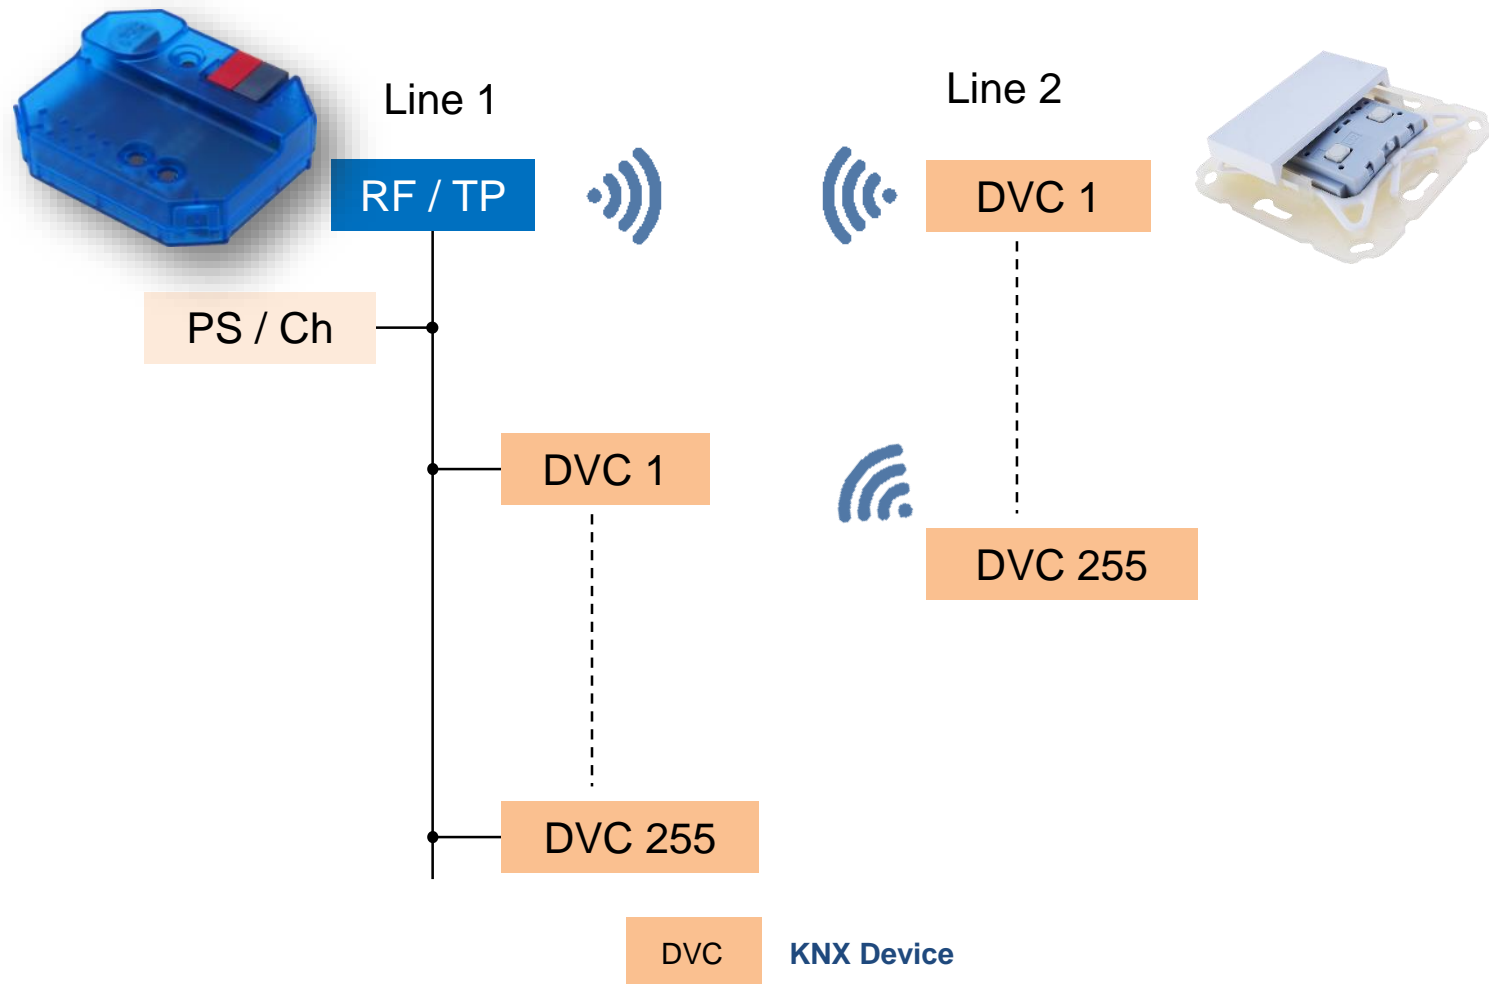 Line 1
Line 2
RF / TP
DVC 1
PS / Ch
DVC 1
DVC 255
DVC 255
DVC
KNX Device